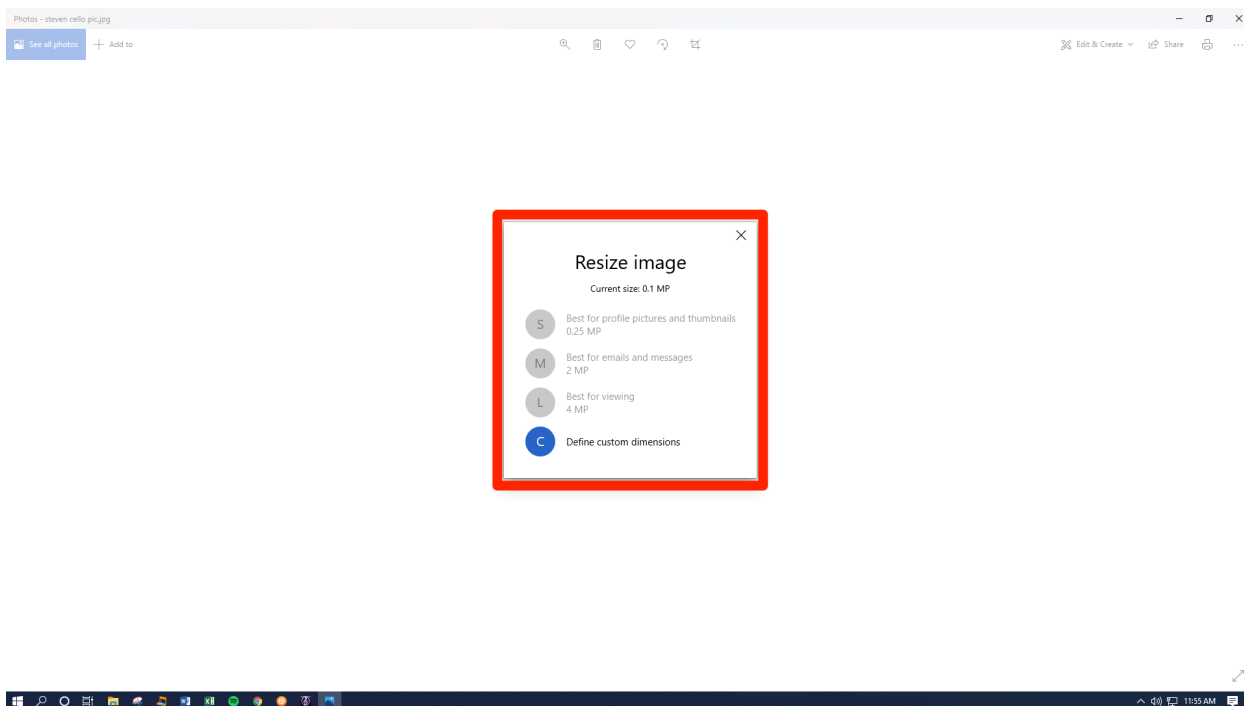 Photos - steven cello pic.jpg
See all photos
Add to
Edit & Create
Share
Resize image
Current size: 0.1 MP
S
Best for profile pictures and thumbnails
0.25 MP
M
Best for emails and messages
2 MP
L
Best for viewing
4 MP
C
Define custom dimensions
11:55 AM